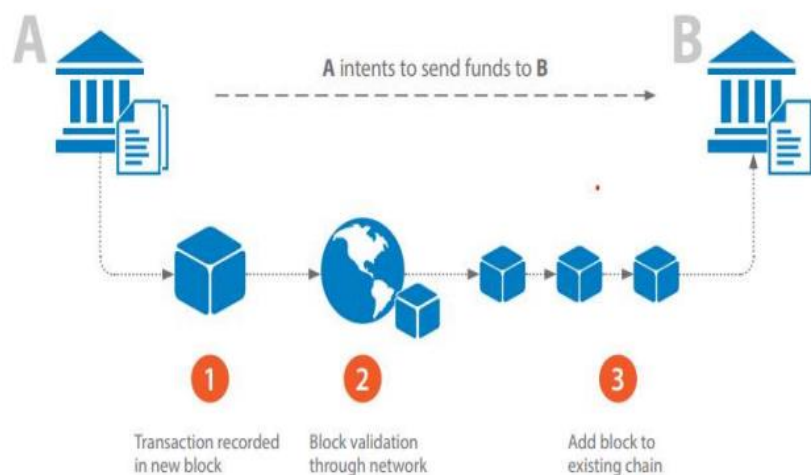 A
B
A intents to send funds to B
1
2
3
Transaction recorded
in new block
Block validation
through network
Add block to
existing chain